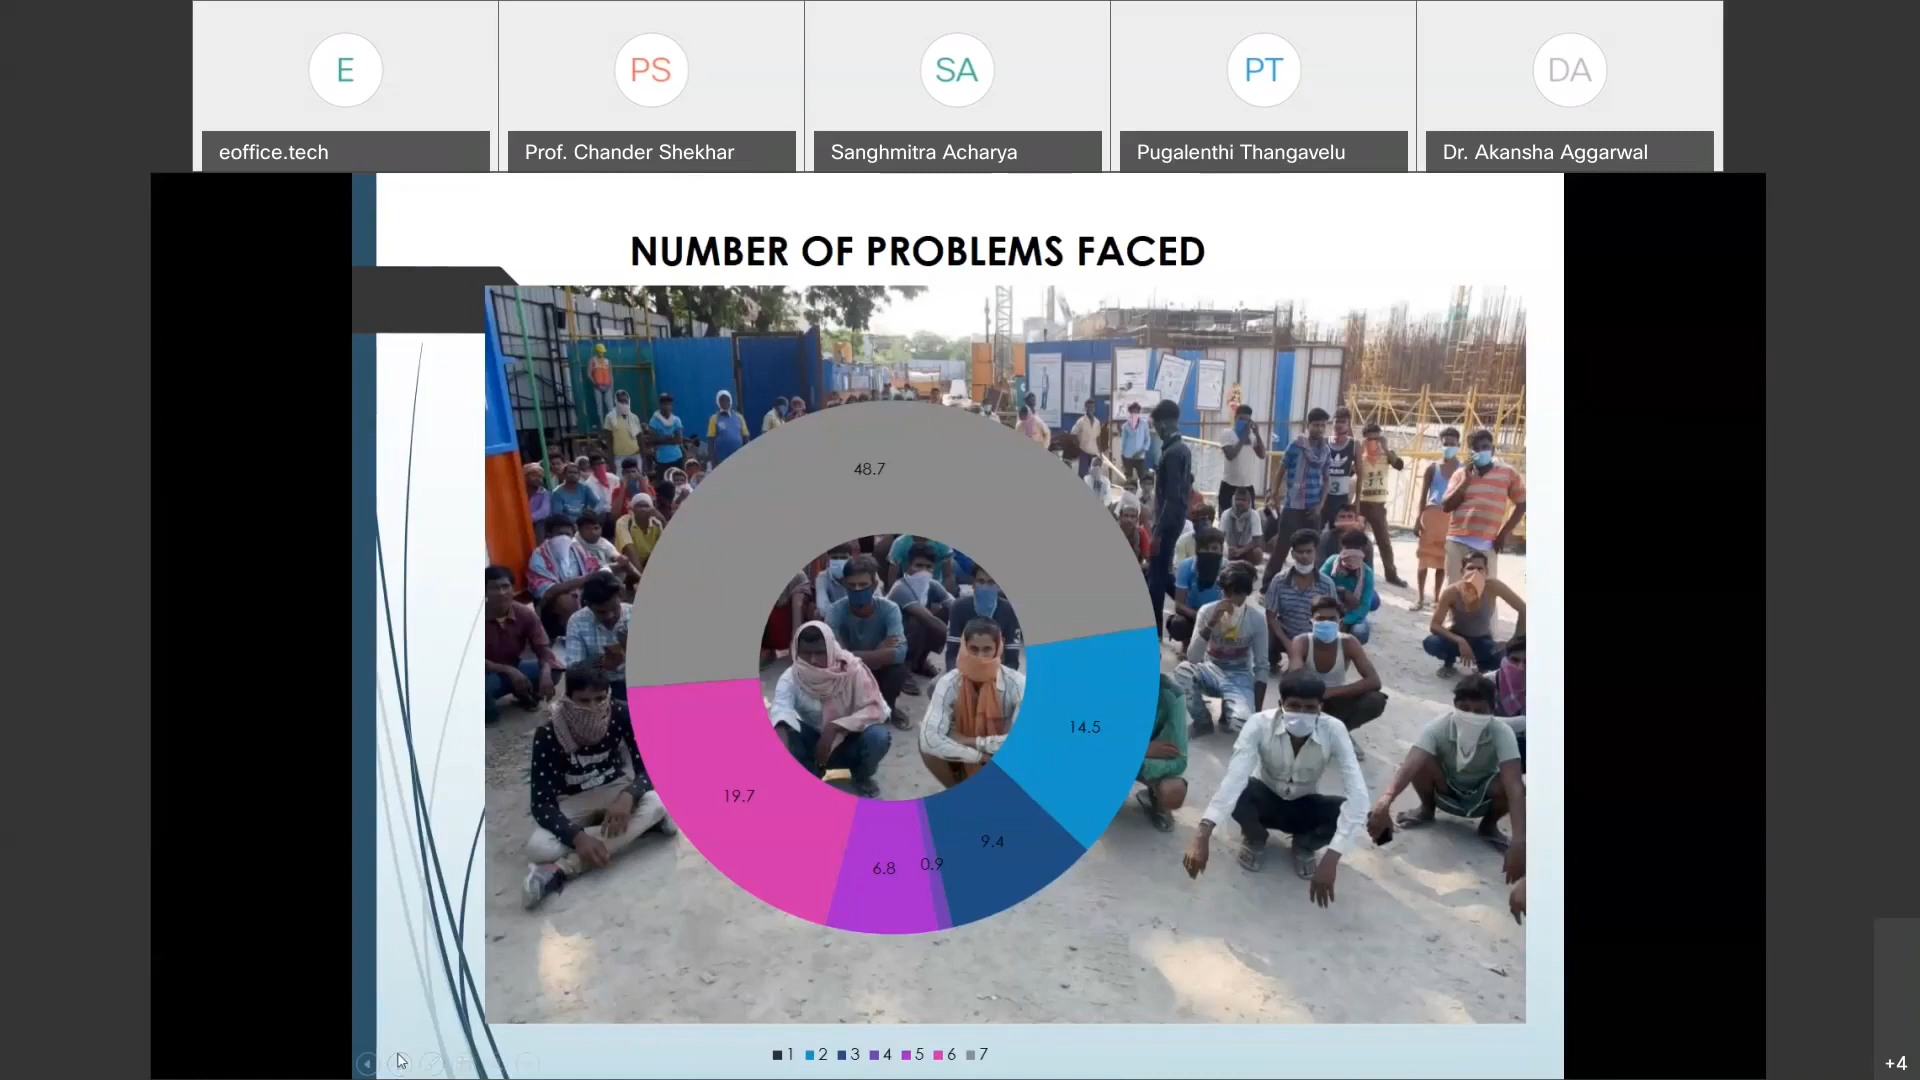 E
PS
SA
PT
DA
eoffice.tech
Prof. Chander Shekhar
Sanghmitra Acharya
Pugalenthi Thangavelu
Dr. Akansha Aggarwal
NUMBER OF PROBLEMS FACED
48.7
14.5
19.7
9.4
0.9
6.8
1 2 3 4 5 6 7
+4